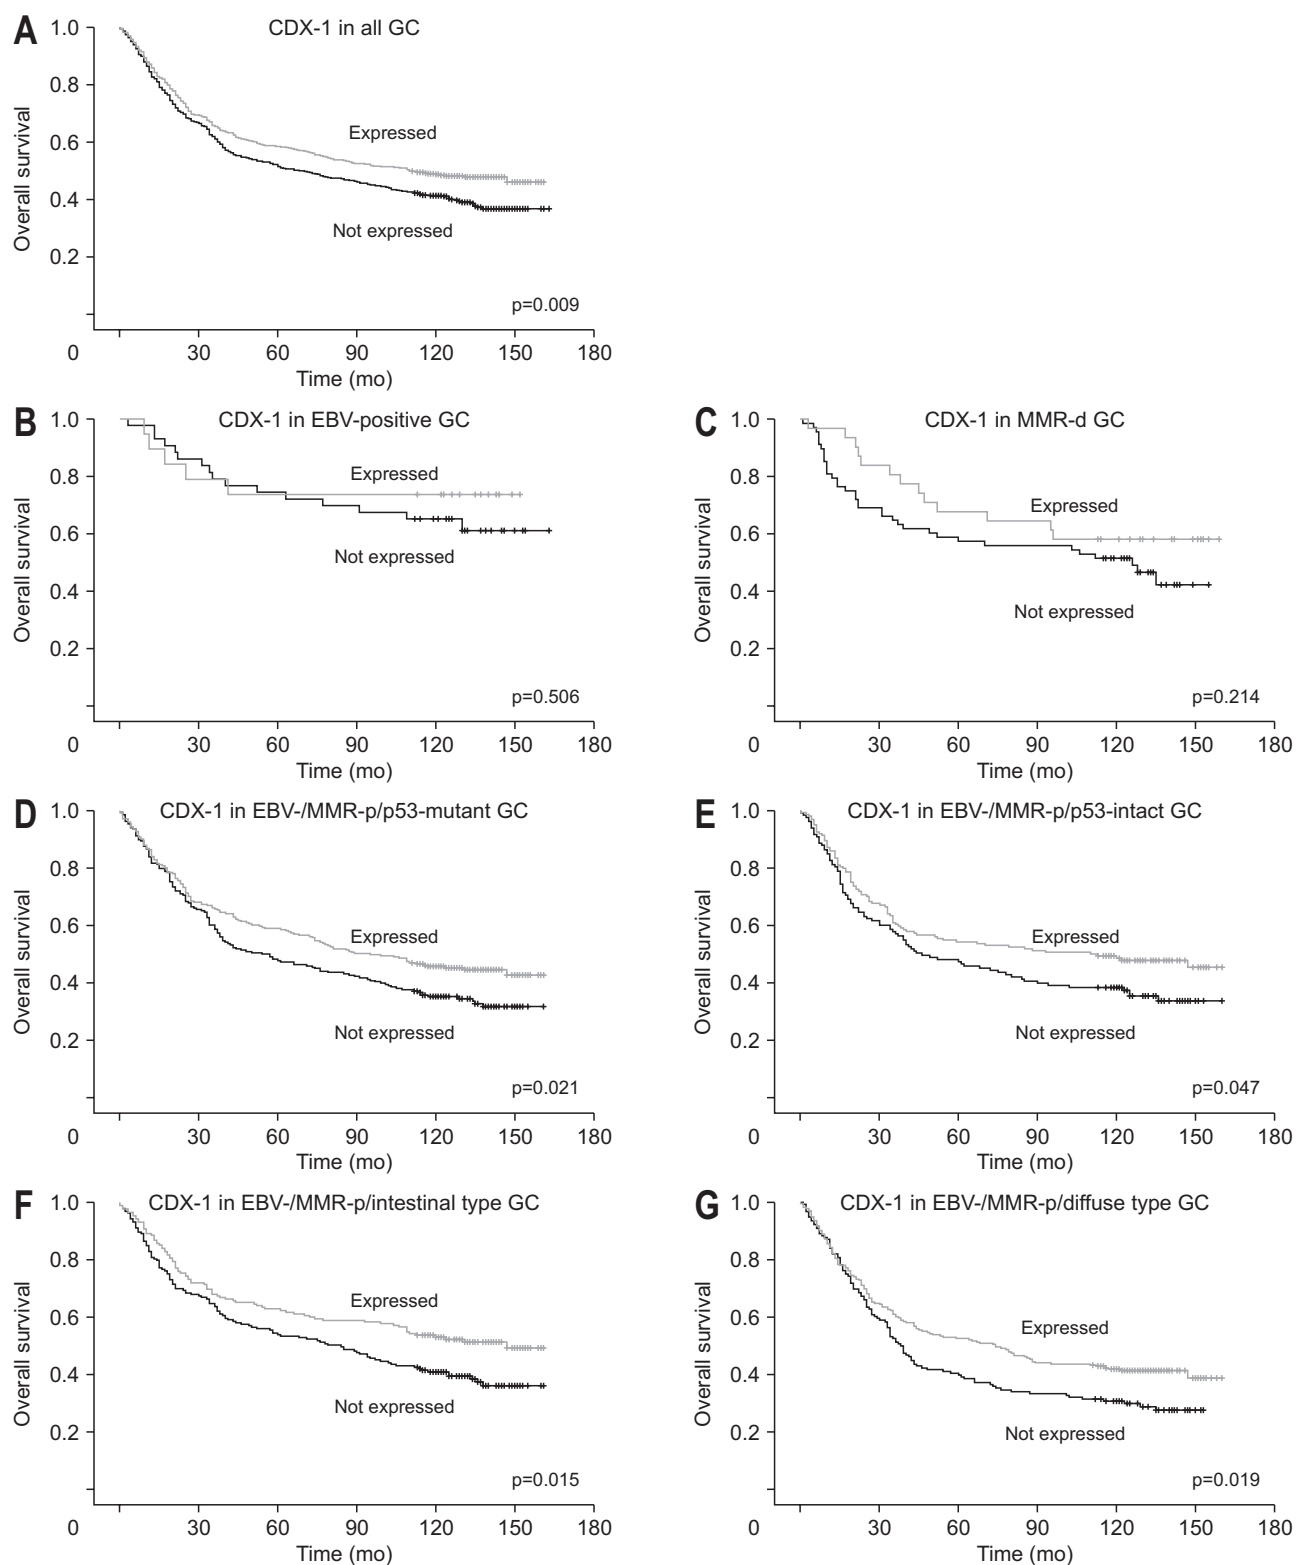 A
CDX-1 in all GC
1.0
0.8
0.6
0.4
0.2
Overall survival
Expressed
Not expressed
p=0.009
0 30 60 90 120 150 180
Time (mo)
B
CDX-1 in EBV-positive GC
1.0
0.8
0.6
0.4
0.2
Overall survival
Expressed
Not expressed
p=0.506
0 30 60 90 120 150 180
Time (mo)
C
CDX-1 in MMR-d GC
1.0
0.8
0.6
0.4
0.2
Overall survival
Expressed
Not expressed
p=0.214
0 30 60 90 120 150 180
Time (mo)
D
CDX-1 in EBV-/MMR-p/p53-mutant GC
1.0
0.8
0.6
0.4
0.2
Overall survival
Expressed
Not expressed
p=0.021
0 30 60 90 120 150 180
Time (mo)
E
CDX-1 in EBV-/MMR-p/p53-intact GC
1.0
0.8
0.6
0.4
0.2
Overall survival
Expressed
Not expressed
p=0.047
0 30 60 90 120 150 180
Time (mo)
F
CDX-1 in EBV-/MMR-p/intestinal type GC
1.0
0.8
0.6
0.4
0.2
Overall survival
Expressed
Not expressed
p=0.015
0 30 60 90 120 150 180
Time (mo)
G
CDX-1 in EBV-/MMR-p/diffuse type GC
1.0
0.8
0.6
0.4
0.2
Overall survival
Expressed
Not expressed
p=0.019
0 30 60 90 120 150 180
Time (mo)